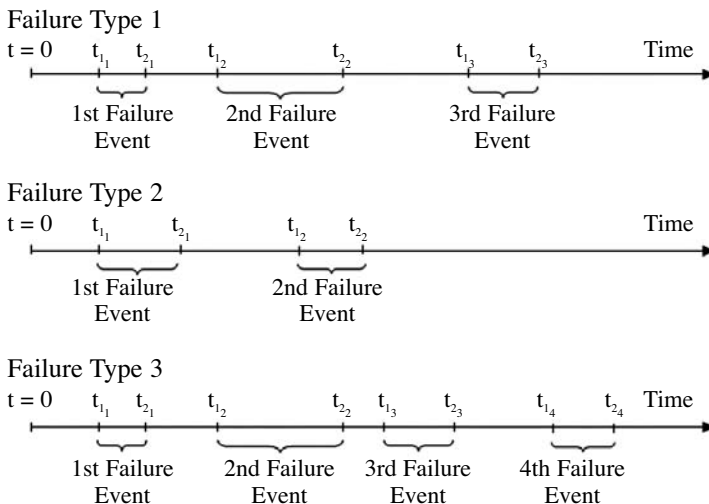 Failure Type 1
t = 0 t₁₁ t₂₁ t₁₂ t₂₂ t₁₃ t₂₃ Time
1st Failure Event 2nd Failure Event 3rd Failure Event
Failure Type 2
t = 0 t₁₁ t₂₁ t₁₂ t₂₂ Time
1st Failure Event 2nd Failure Event
Failure Type 3
t = 0 t₁₁ t₂₁ t₁₂ t₂₂ t₁₃ t₂₃ t₁₄ t₂₄ Time
1st Failure Event 2nd Failure Event 3rd Failure Event 4th Failure Event